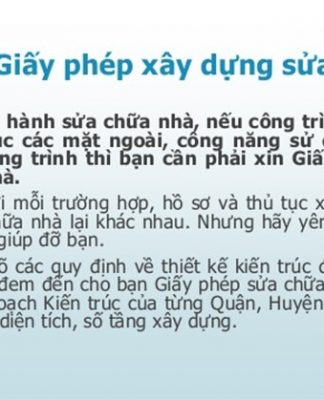 Giấy phép xây dựng sửa
hành sửa chữa nhà, nếu công trì
úc các mặt ngoài, công năng sử
ng trình thì bạn cần phải xin Giấ
hà.
i mỗi trường hợp, hồ sơ và thủ tục x
hữa nhà lại khác nhau. Nhưng hãy yên
giúp đỡ bạn.
õ các quy định về thiết kế kiến trúc đ
đem đến cho bạn Giấy phép sửa chữa
oạch Kiến trúc của từng Quận, Huyện
diện tích, số tầng xây dựng.